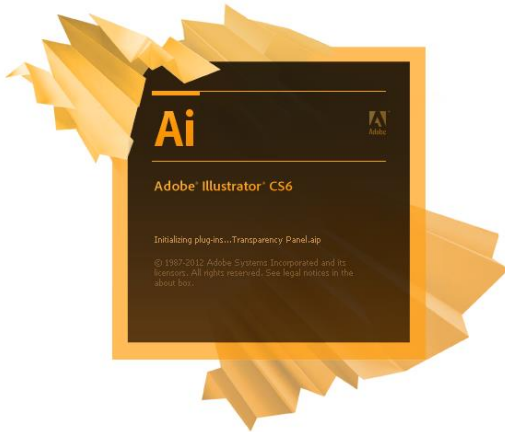 Ai
Adobe
Adobe® Illustrator® CS6
Initializing plug-ins...Transparency Panel.aip
© 1987-2012 Adobe Systems Incorporated and its
licensors. All rights reserved. See legal notices in the
about box.